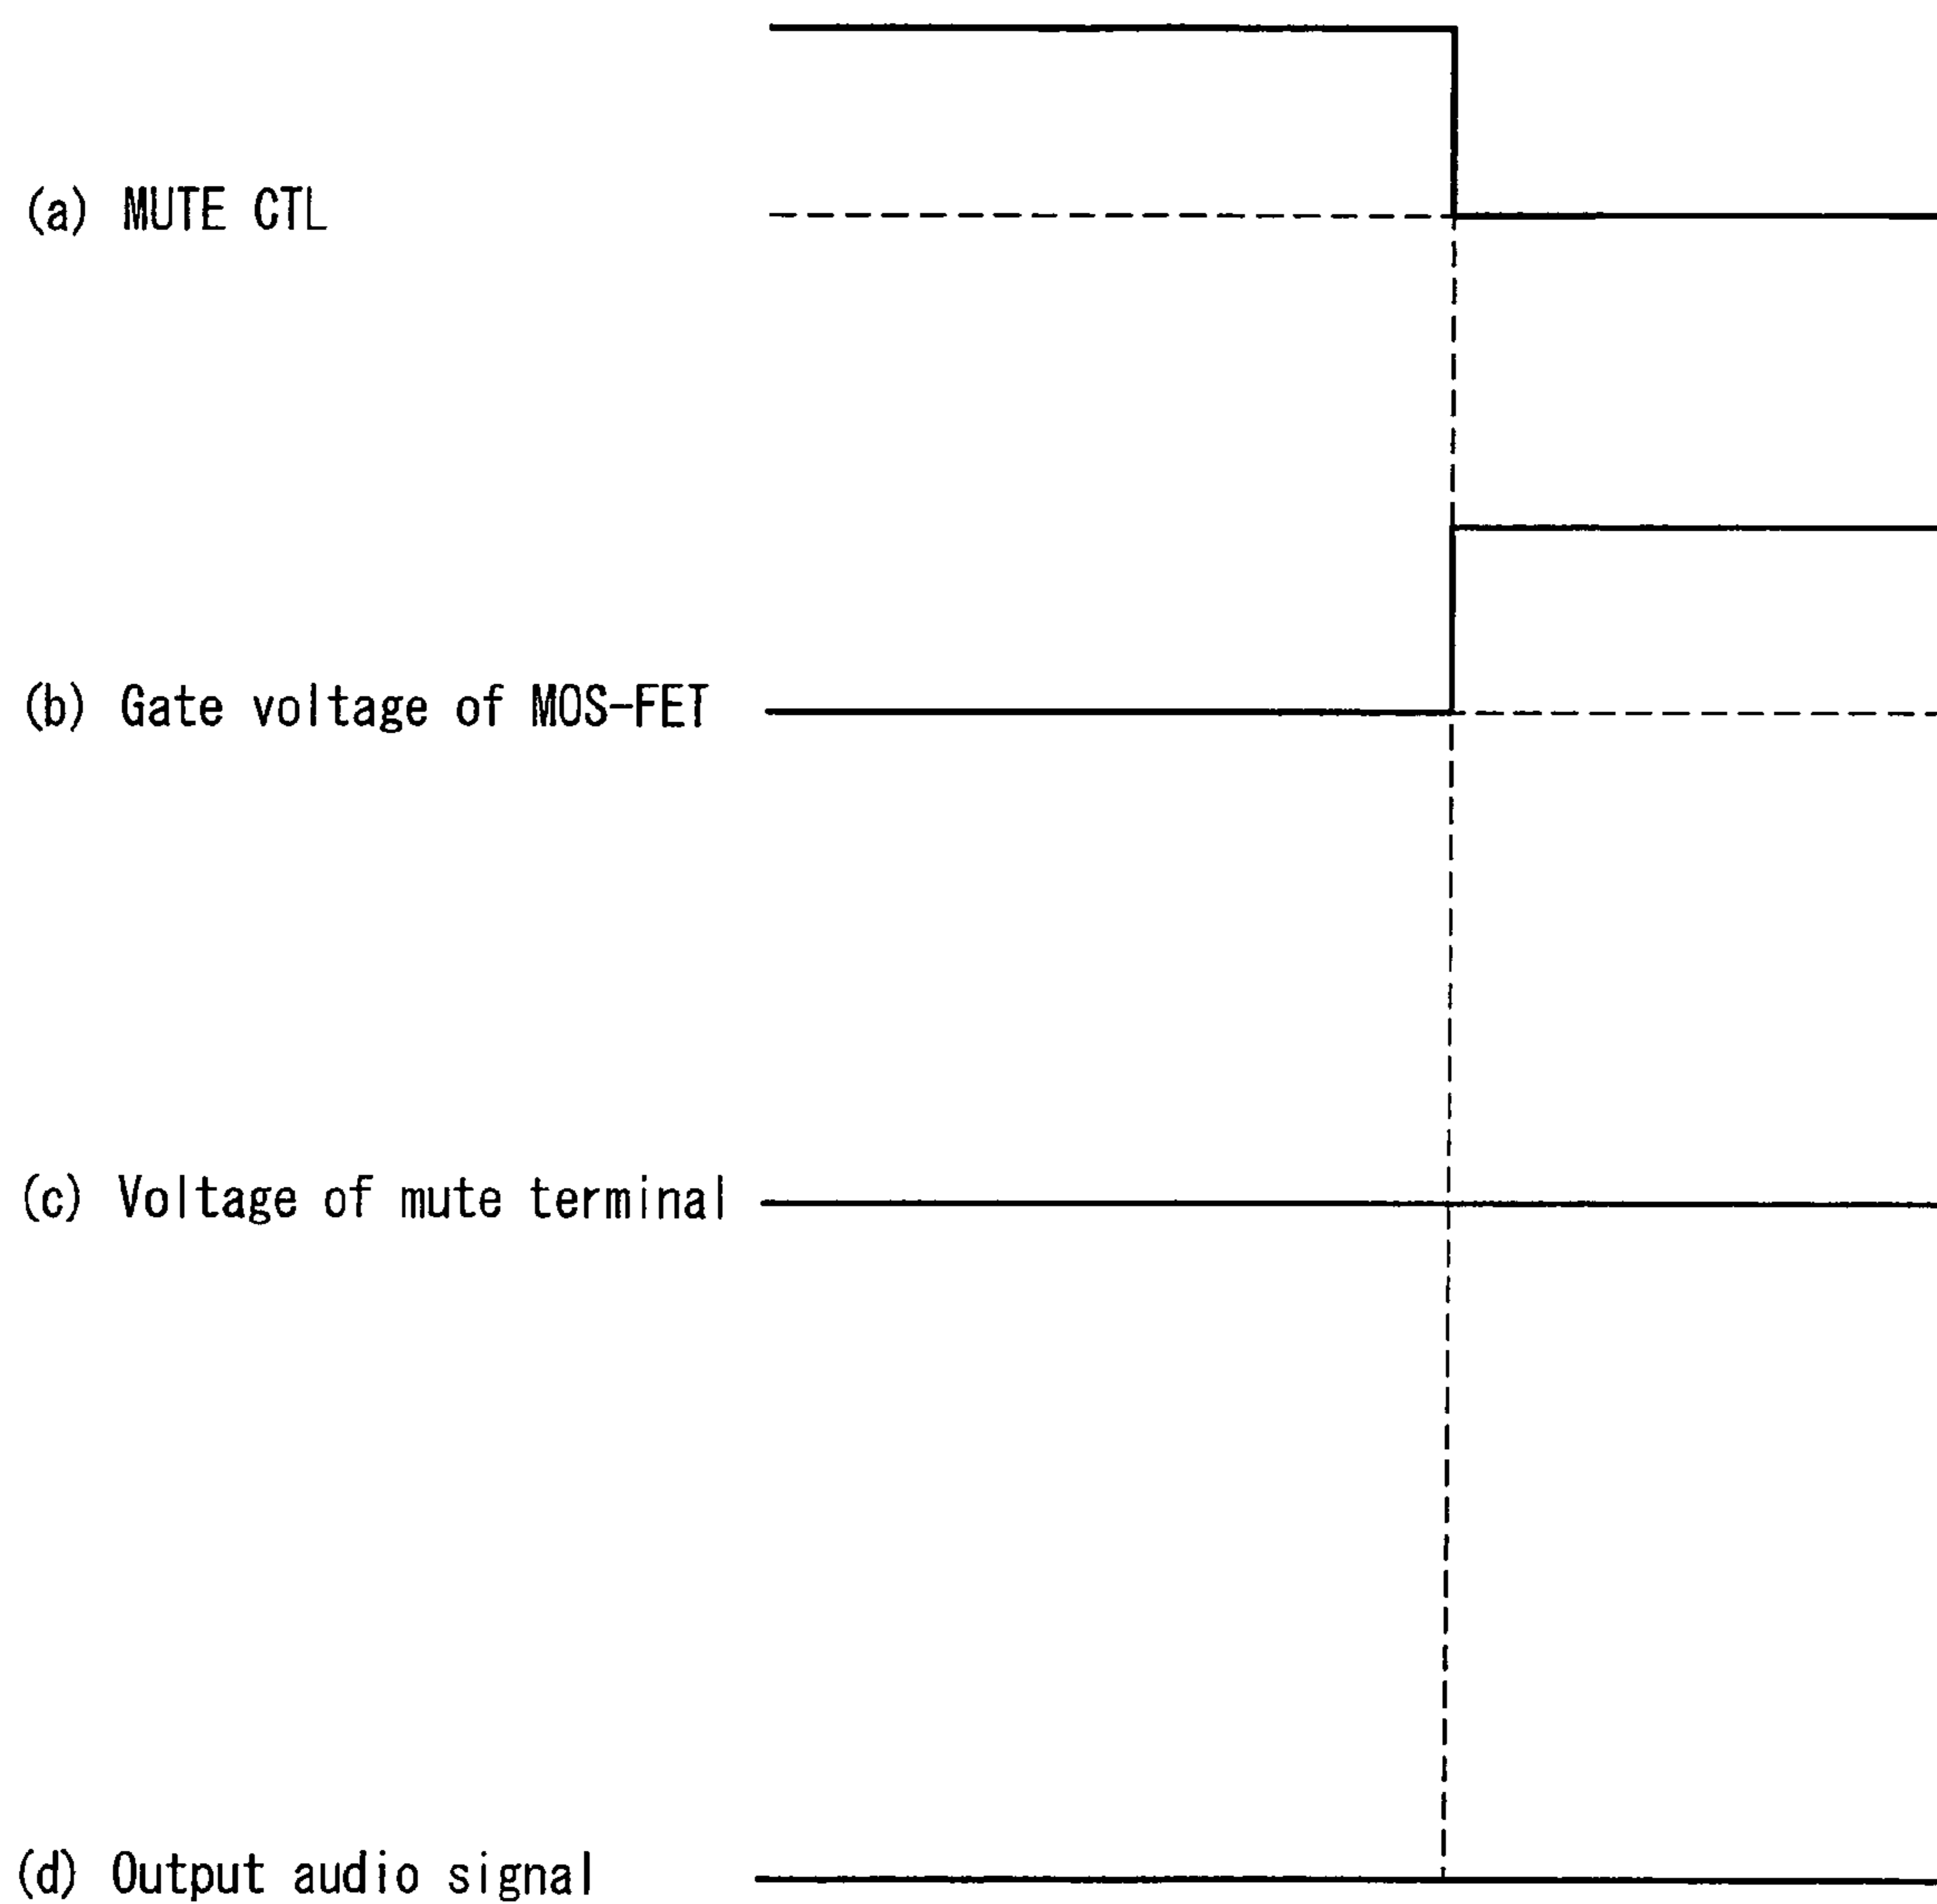 (a) MUTE CTL
(b) Gate voltage of MOS-FET
(c) Voltage of mute terminal
(d) Output audio signal